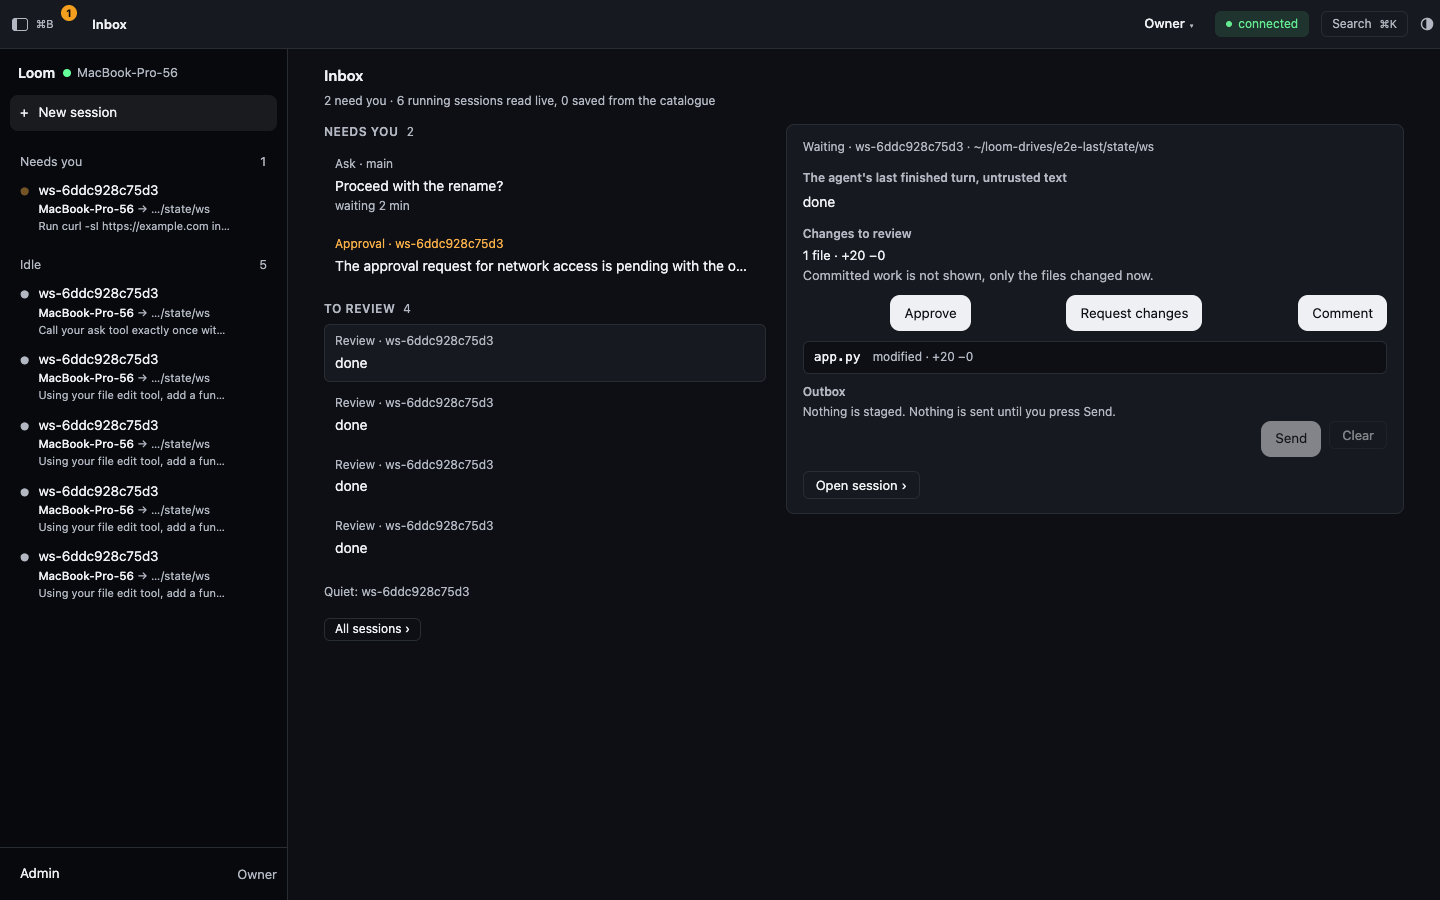 ⌘B
1
Inbox
Owner
connected
Search ⌘K
Loom MacBook-Pro-56
+ New session
Needs you 1
ws-6ddc928c75d3
MacBook-Pro-56 → .../state/ws
Run curl -sI https://example.com in...
Idle 5
ws-6ddc928c75d3
MacBook-Pro-56 → .../state/ws
Call your ask tool exactly once wit...
ws-6ddc928c75d3
MacBook-Pro-56 → .../state/ws
Using your file edit tool, add a fun...
ws-6ddc928c75d3
MacBook-Pro-56 → .../state/ws
Using your file edit tool, add a fun...
ws-6ddc928c75d3
MacBook-Pro-56 → .../state/ws
Using your file edit tool, add a fun...
ws-6ddc928c75d3
MacBook-Pro-56 → .../state/ws
Using your file edit tool, add a fun...
Admin Owner
Inbox
2 need you · 6 running sessions read live, 0 saved from the catalogue
NEEDS YOU 2
Ask · main
Proceed with the rename?
waiting 2 min
Approval · ws-6ddc928c75d3
The approval request for network access is pending with the o...
TO REVIEW 4
Review · ws-6ddc928c75d3
done
Review · ws-6ddc928c75d3
done
Review · ws-6ddc928c75d3
done
Review · ws-6ddc928c75d3
done
Quiet: ws-6ddc928c75d3
All sessions ›
Waiting · ws-6ddc928c75d3 · ~/loom-drives/e2e-last/state/ws
The agent's last finished turn, untrusted text
done
Changes to review
1 file · +20 −0
Committed work is not shown, only the files changed now.
Approve Request changes Comment
app.py modified · +20 −0
Outbox
Nothing is staged. Nothing is sent until you press Send.
Send Clear
Open session ›